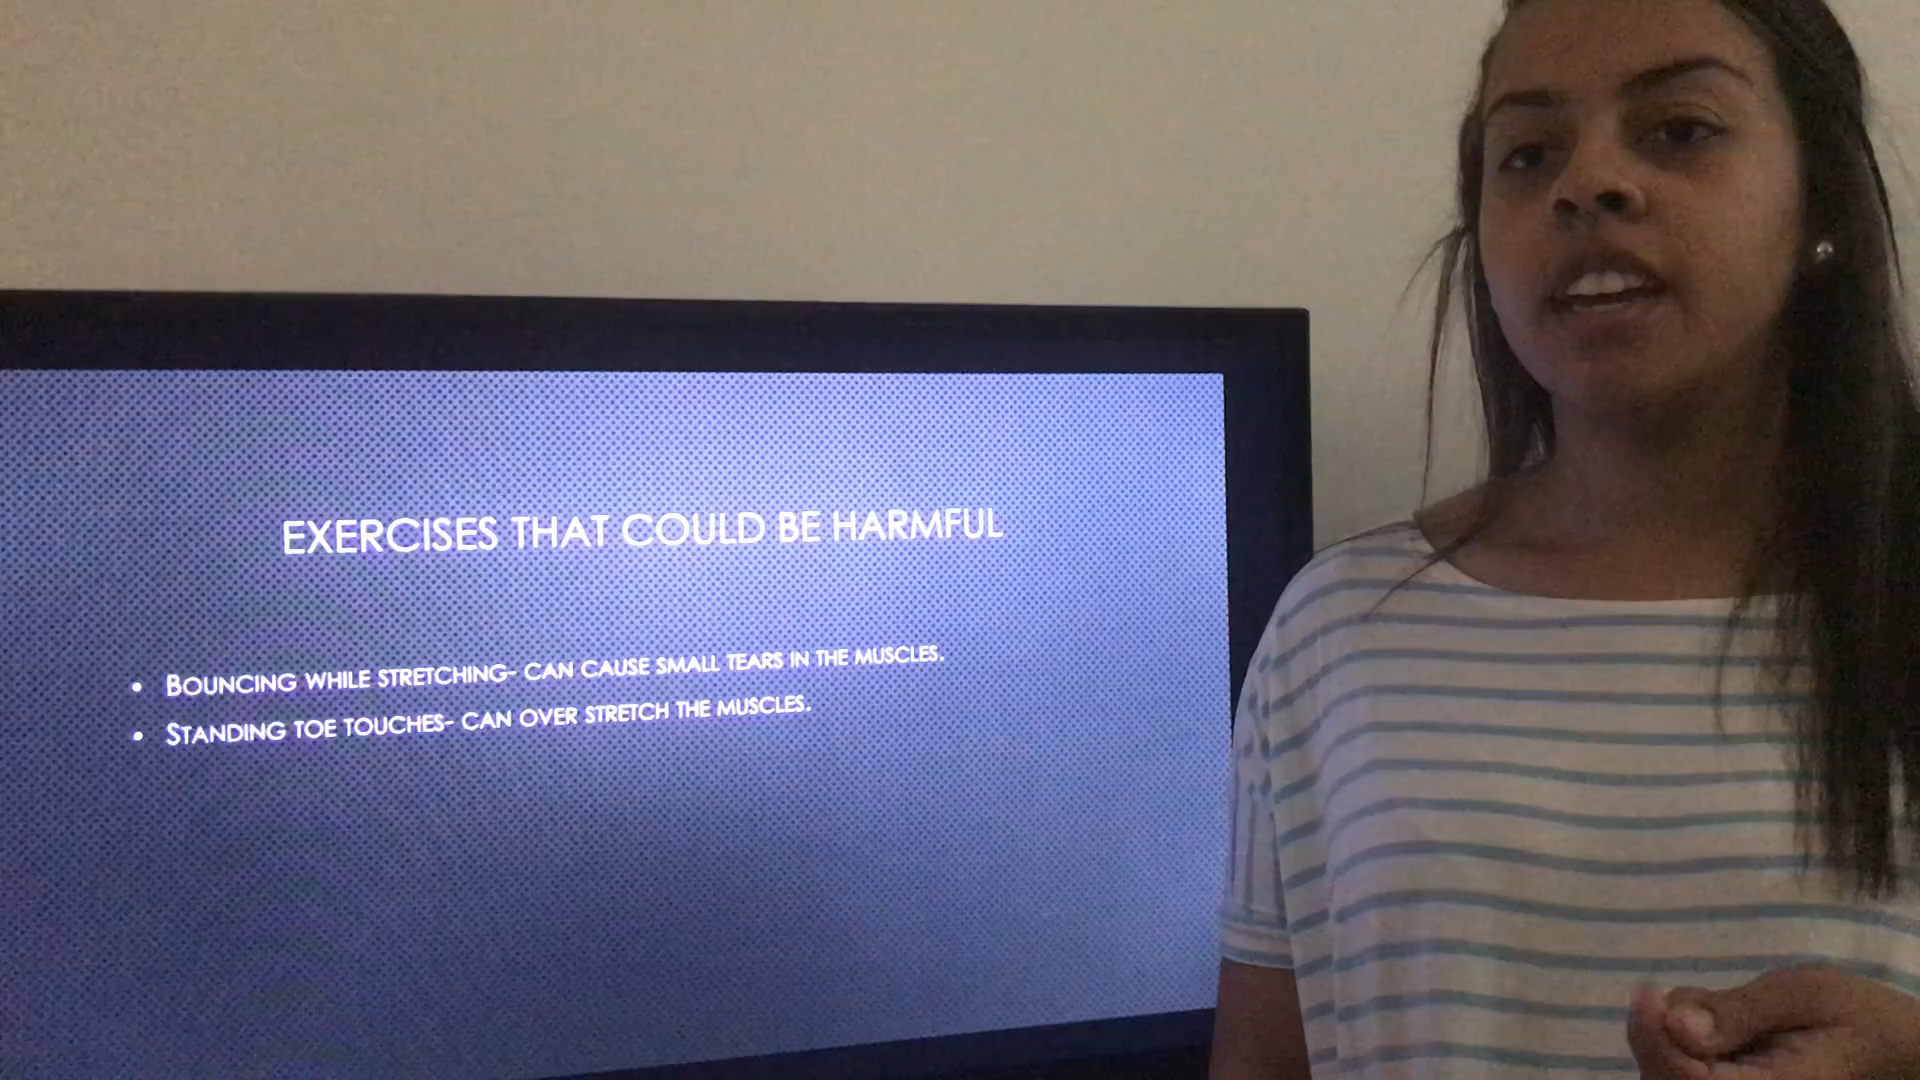 EXERCISES THAT COULD BE HARMFUL
• BOUNCING WHILE STRETCHING- CAN CAUSE SMALL TEARS IN THE MUSCLES.
• STANDING TOE TOUCHES- CAN OVER STRETCH THE MUSCLES.